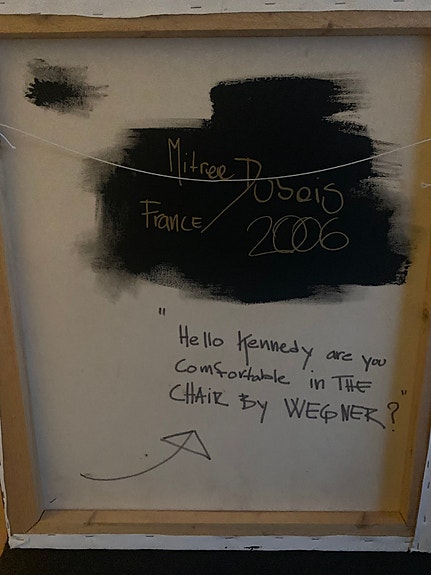 Mitree Dubois
France/ 2006
"Hello Kennedy are you
comfortable in THE
CHAIR By WEGNER?"